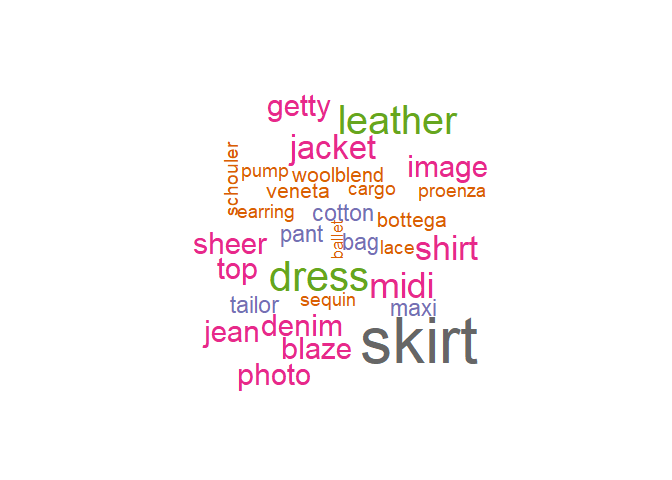 getty
leather
jacket
image
schouler
pump
woolblend
veneta
cargo
proenza
earring
cotton
bottega
pant
ballet
bag
lace
shirt
sheer
top
dress
midi
tailor
sequin
maxi
jean
denim
skirt
blaze
photo